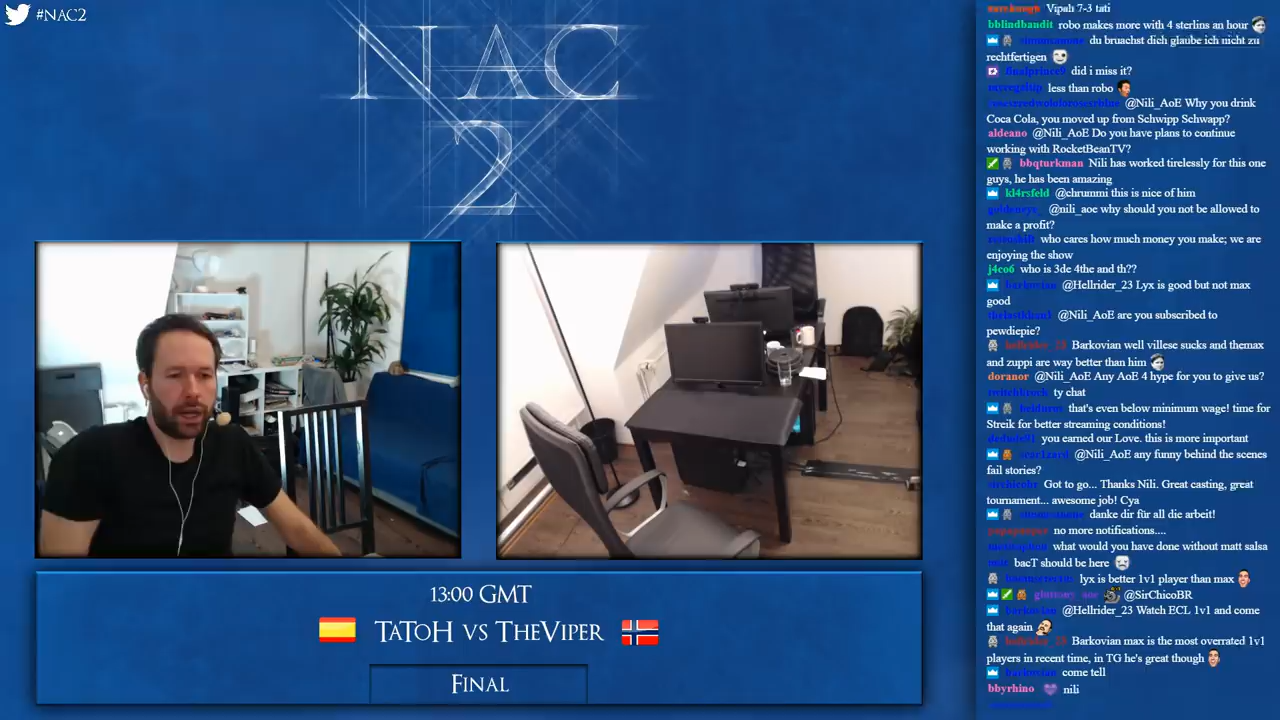 #NAC2
NAC
2
13:00 GMT
TaToH vs TheViper
Final
Vipah 7-3 tati
bblindbandit robo makes more with 4 sterlins an hour
du bruachst dich glaube ich nicht zu
rechtfertigen
finalprince9 did i miss it?
less than robo
@Nili_AoE Why you drink
Coca Cola, you moved up from Schwipp Schwapp?
aldeano @Nili_AoE Do you have plans to continue
working with RocketBeanTV?
bbqturkman Nili has worked tirelessly for this one
guys, he has been amazing
kl4rsfeld @chrummi this is nice of him
@nili_aoe why should you not be allowed to
make a profit?
who cares how much money you make; we are
enjoying the show
j4co6 who is 3de 4the and th??
barkovian @Hellrider_23 Lyx is good but not max
good
@Nili_AoE are you subscribed to
pewdiepie?
hellrider_23 Barkovian well villese sucks and themax
and zuppi are way better than him
doranor @Nili_AoE Any AoE 4 hype for you to give us?
ty chat
that's even below minimum wage! time for
Streik for better streaming conditions!
you earned our Love. this is more important
@Nili_AoE any funny behind the scenes
fail stories?
Got to go... Thanks Nili. Great casting, great
tournament... awesome job! Cya
danke dir für all die arbeit!
no more notifications....
what would you have done without matt salsa
bacT should be here
lyx is better 1v1 player than max
gluttony_aoe @SirChicoBR
barkovian @Hellrider_23 Watch ECL 1v1 and come
that again
hellrider_23 Barkovian max is the most overrated 1v1
players in recent time, in TG he's great though
barkovian come tell
bbyrhino nili